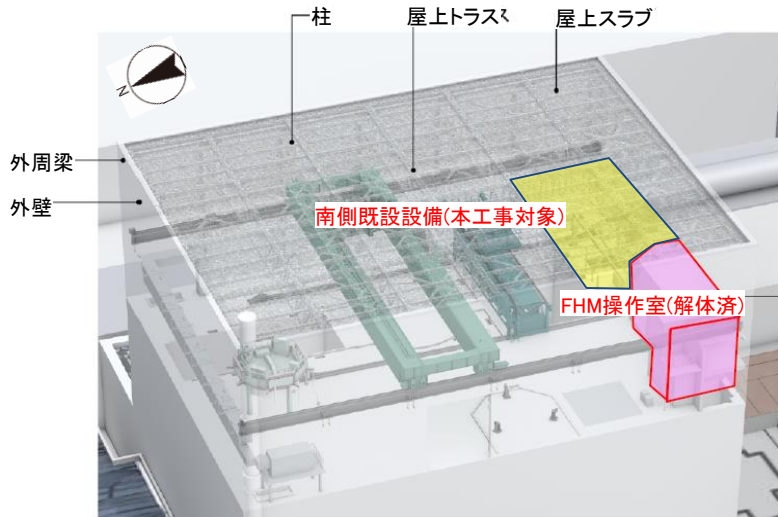 柱
屋上トラス
屋上スラブ
N
外周梁
外壁
南側既設設備(本工事対象)
FHM操作室(解体済)